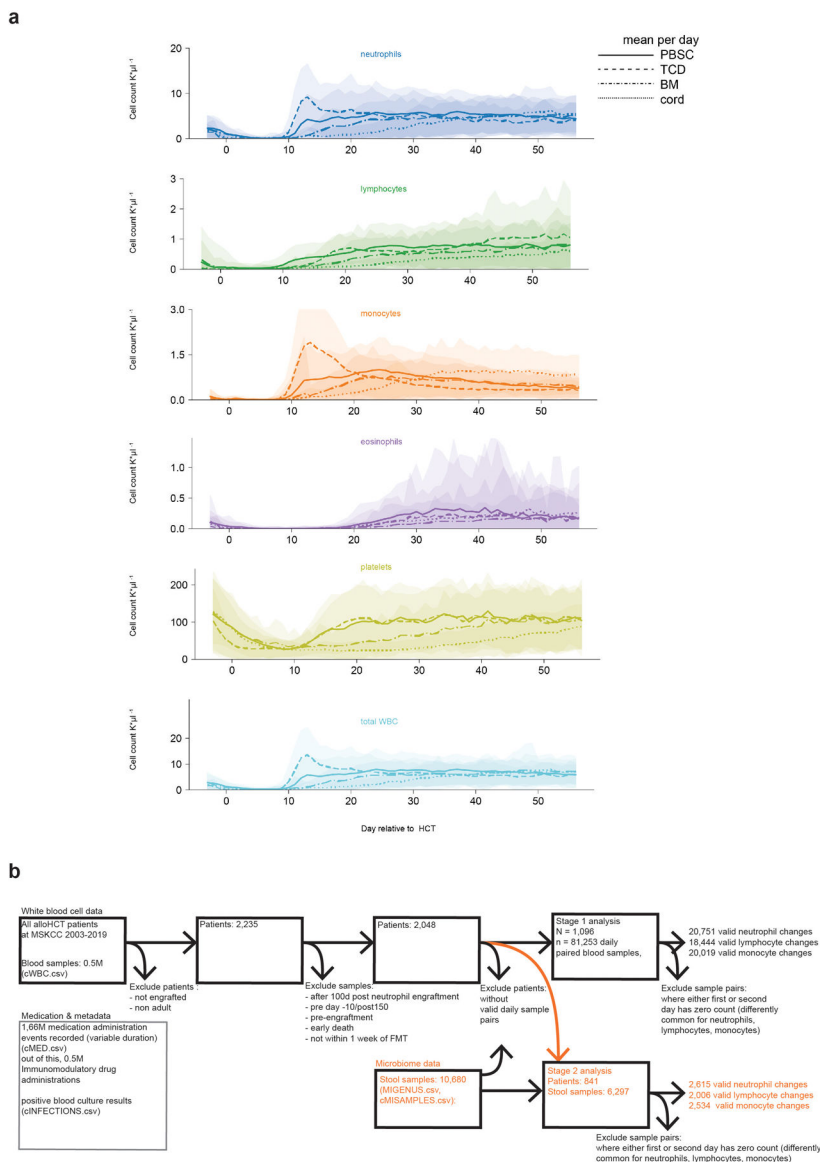 a
mean per day
PBSC
TCD
BM
cord
neutrophils
Cell count K*µl -1
20
10
0
0 10 20 30 40 50
lymphocytes
Cell count K*µl -1
3
2
1
0
0 10 20 30 40 50
monocytes
Cell count K*µl -1
3.0
1.5
0.0
0 10 20 30 40 50
eosinophils
Cell count K*µl -1
1.0
0.5
0.0
0 10 20 30 40 50
platelets
Cell count K*µl -1
200
100
0
0 10 20 30 40 50
total WBC
Cell count K*µl -1
20
10
0
0 10 20 30 40 50
Day relative to HCT
b
White blood cell data
All alloHCT patients
at MSKCC 2003-2019
Blood samples: 0.5M
(cWBC.csv)
Exclude patients :
- not engrafted
- non adult
Patients: 2,235
Exclude samples:
- after 100d post neutrophil engraftment
- pre day -10/post150
- pre-engraftment
- early death
- not within 1 week of FMT
Patients: 2,048
Exclude patients:
without
valid daily sample
pairs
Stage 1 analysis
N = 1,096
n = 81,253 daily
paired blood samples,
20,751 valid neutrophil changes
18,444 valid lymphocyte changes
20,019 valid monocyte changes
Exclude sample pairs:
where either first or second
day has zero count (differently
common for neutrophils,
lymphocytes, monocytes)
Medication & metadata
1,66M medication administration
events recorded (variable duration)
(cMED.csv)
out of this, 0.5M
Immunomodulatory drug
administrations
positive blood culture results
(cINFECTIONS.csv)
Microbiome data
Stool samples: 10,680
(MIGENUS.csv,
cMISAMPLES.csv):
Stage 2 analysis
Patients: 841
Stool samples: 6,297
2,615 valid neutrophil changes
2,006 valid lymphocyte changes
2,534 valid monocyte changes
Exclude sample pairs:
where either first or second day has zero count (differently
common for neutrophils, lymphocytes, monocytes)